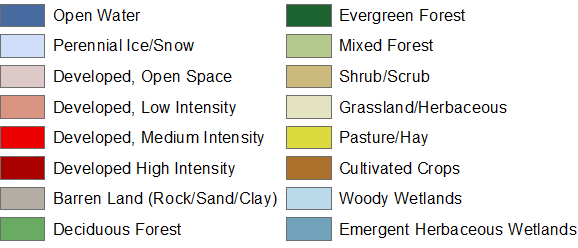 Open Water
Perennial Ice/Snow
Developed, Open Space
Developed, Low Intensity
Developed, Medium Intensity
Developed High Intensity
Barren Land (Rock/Sand/Clay)
Deciduous Forest
Evergreen Forest
Mixed Forest
Shrub/Scrub
Grassland/Herbaceous
Pasture/Hay
Cultivated Crops
Woody Wetlands
Emergent Herbaceous Wetlands